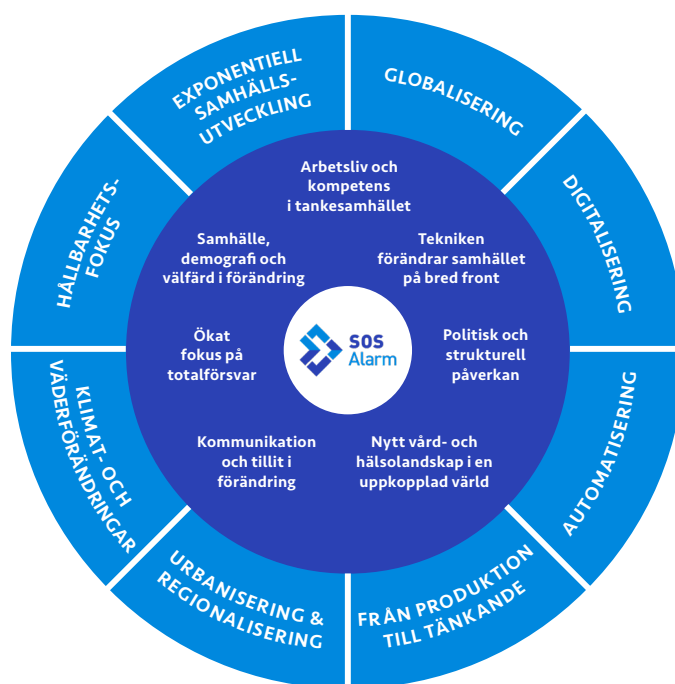 EXPONENTIELL
SAMHÄLLS-
UTVECKLING
GLOBALISERING
DIGITALISERING
AUTOMATISERING
FRÅN PRODUKTION
TILL TÄNKANDE
URBANISERING &
REGIONALISERING
KLIMAT- OCH
VÄDERFÖRÄNDRINGAR
HÅLLBARHETS-
FOKUS
Arbetsliv och
kompetens
i tankesamhället
Tekniken
förändrar samhället
på bred front
Politisk och
strukturell
påverkan
Nytt vård- och
hälsolandskap i en
uppkopplad värld
Kommunikation
och tillit i
förändring
Ökat
fokus på
totalförsvar
Samhälle,
demografi och
välfärd i förändring
SOS
Alarm